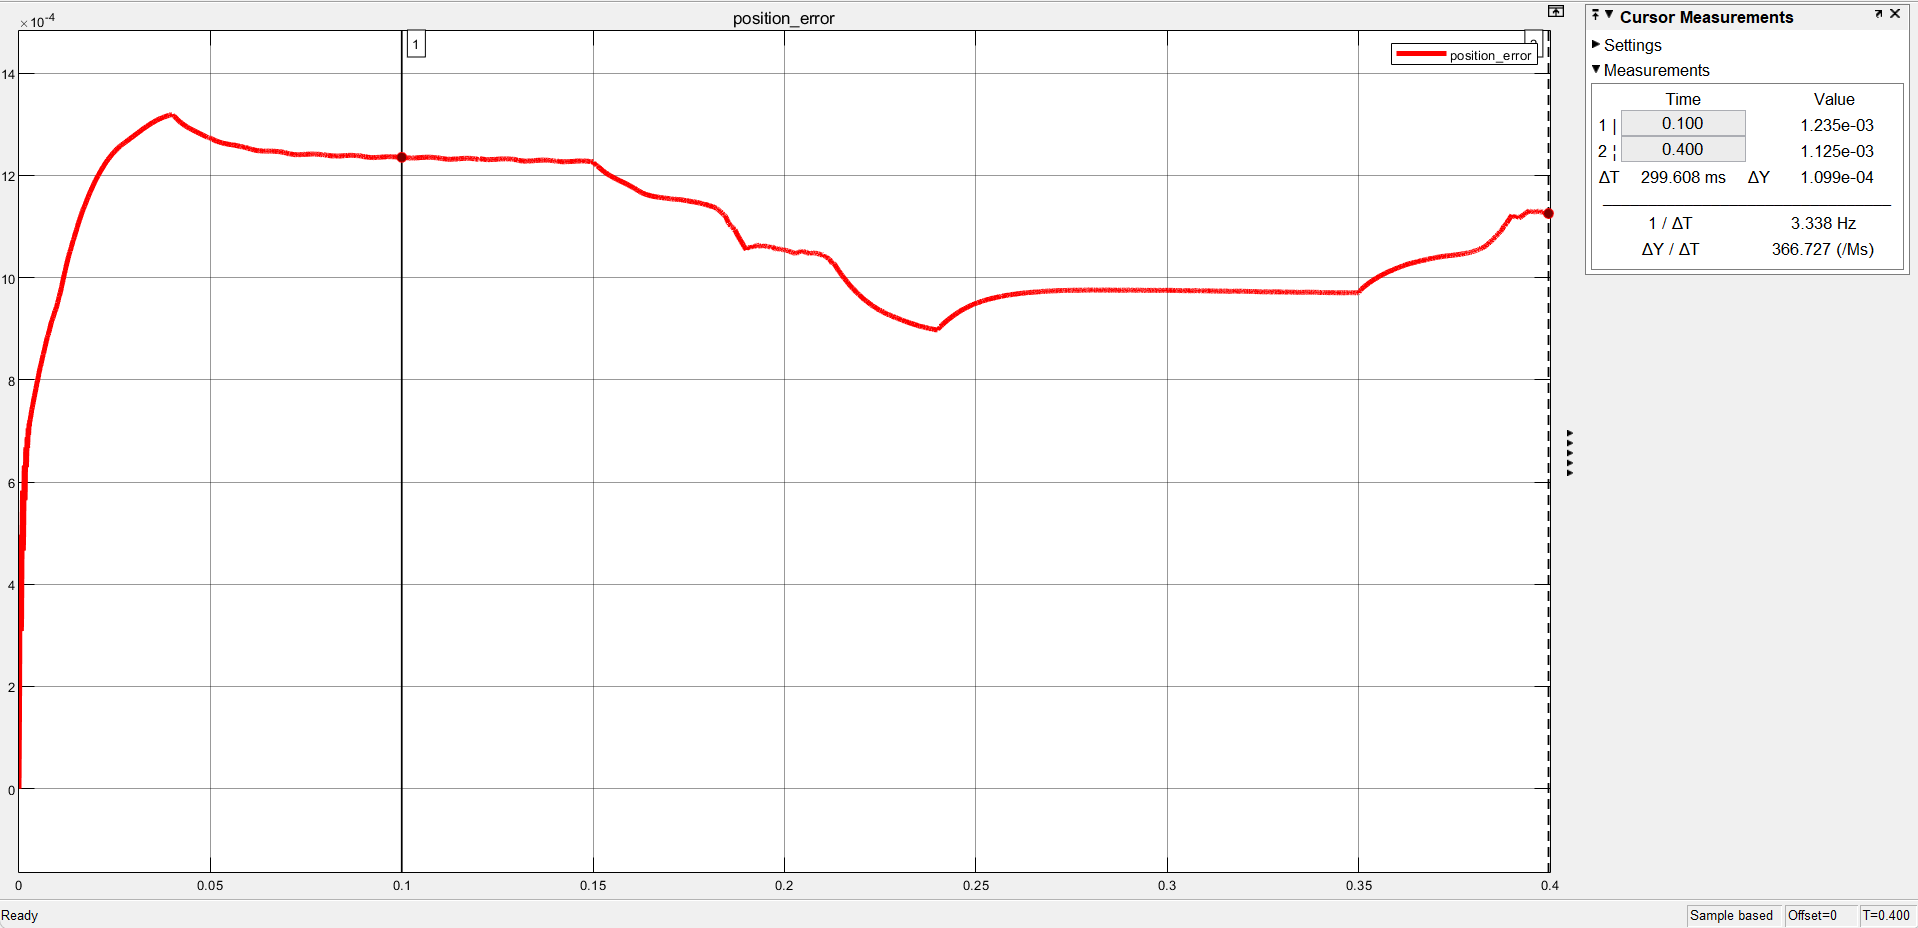 position_error
×10-4
1
position_error
14
12
10
8
6
4
2
0
0 0.05 0.1 0.15 0.2 0.25 0.3 0.35 0.4
Cursor Measurements
Settings
Measurements
Time Value
1 | 0.100 1.235e-03
2 ¦ 0.400 1.125e-03
ΔT 299.608 ms ΔY 1.099e-04
1 / ΔT 3.338 Hz
ΔY / ΔT 366.727 (/Ms)
Ready
Sample based Offset=0 T=0.400